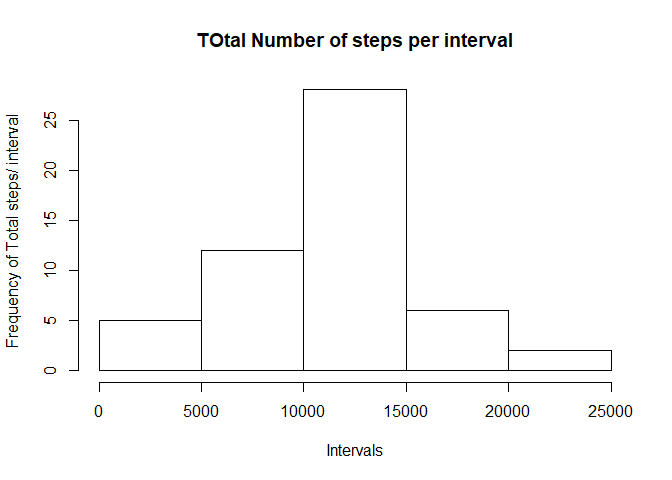 TOtal Number of steps per interval
Frequency of Total steps/ interval
25
20
15
10
5
0
0 5000 10000 15000 20000 25000
Intervals